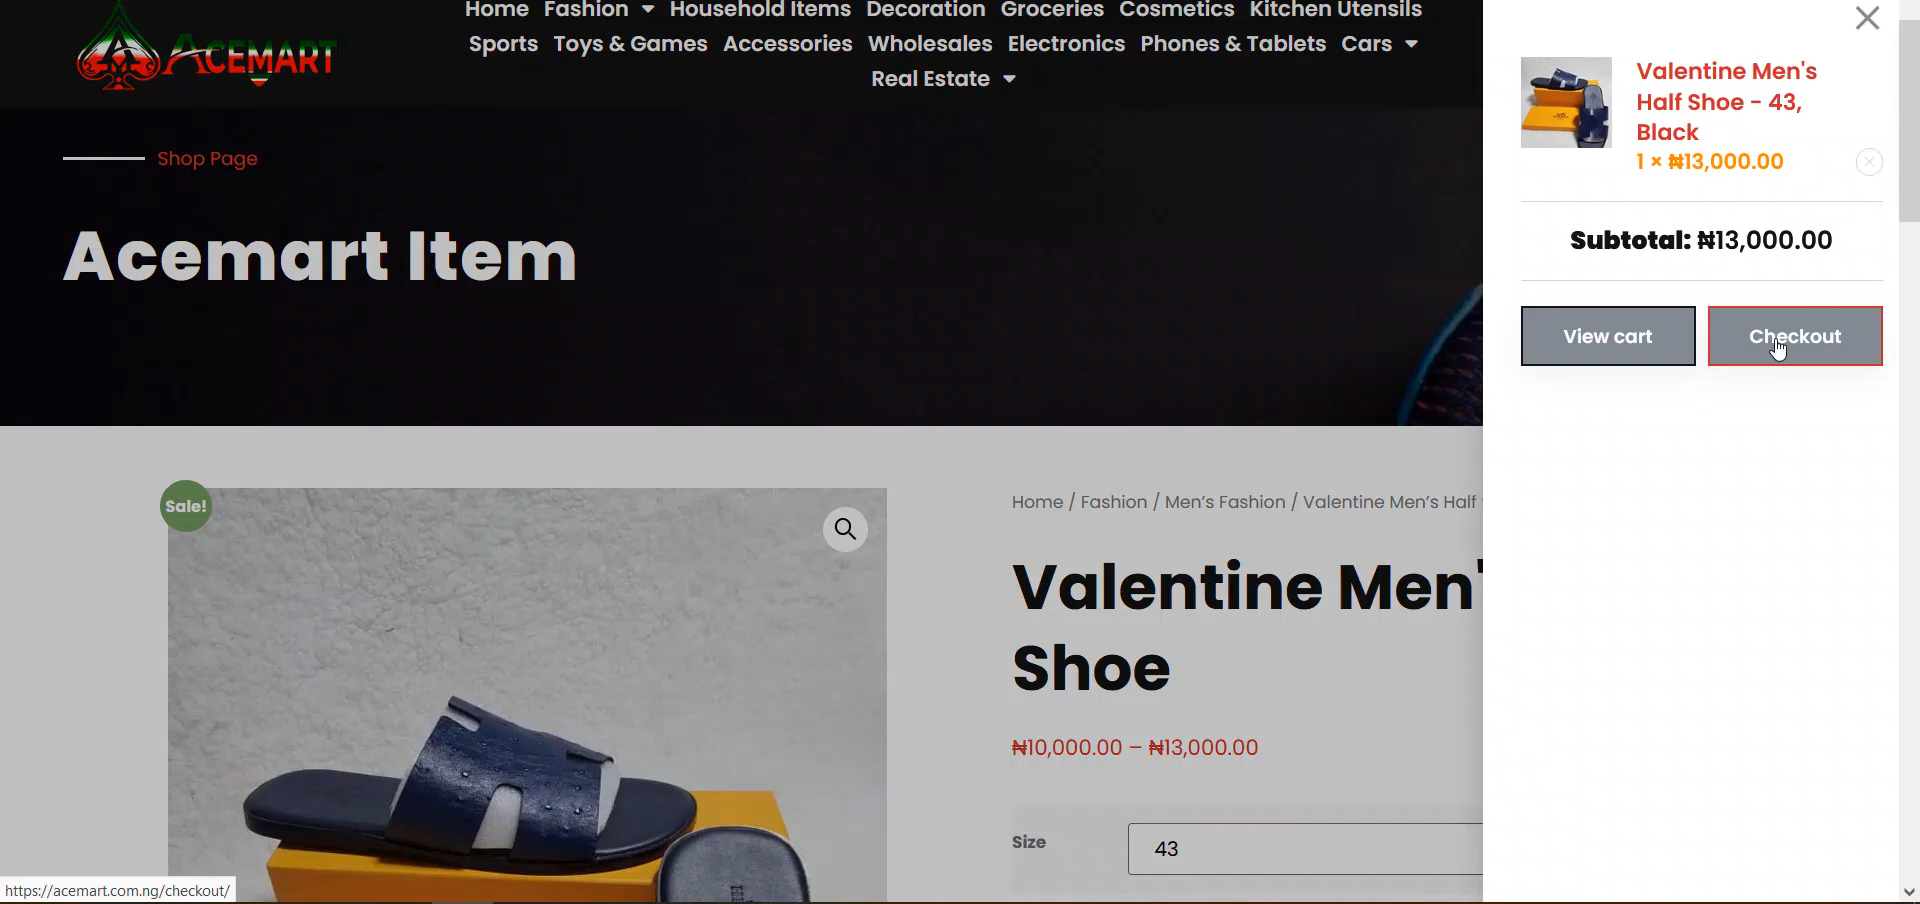 ACEMART
Home Fashion Household Items Decoration Groceries Cosmetics Kitchen Utensils
Sports Toys & Games Accessories Wholesales Electronics Phones & Tablets Cars
Real Estate
Shop Page
Acemart Item
Sale!
Home / Fashion / Men’s Fashion / Valentine Men’s Half
Valentine Men'
Shoe
₦10,000.00 – ₦13,000.00
Size
43
https://acemart.com.ng/checkout/
Valentine Men's
Half Shoe - 43,
Black
1 × ₦13,000.00
Subtotal: ₦13,000.00
View cart
Checkout